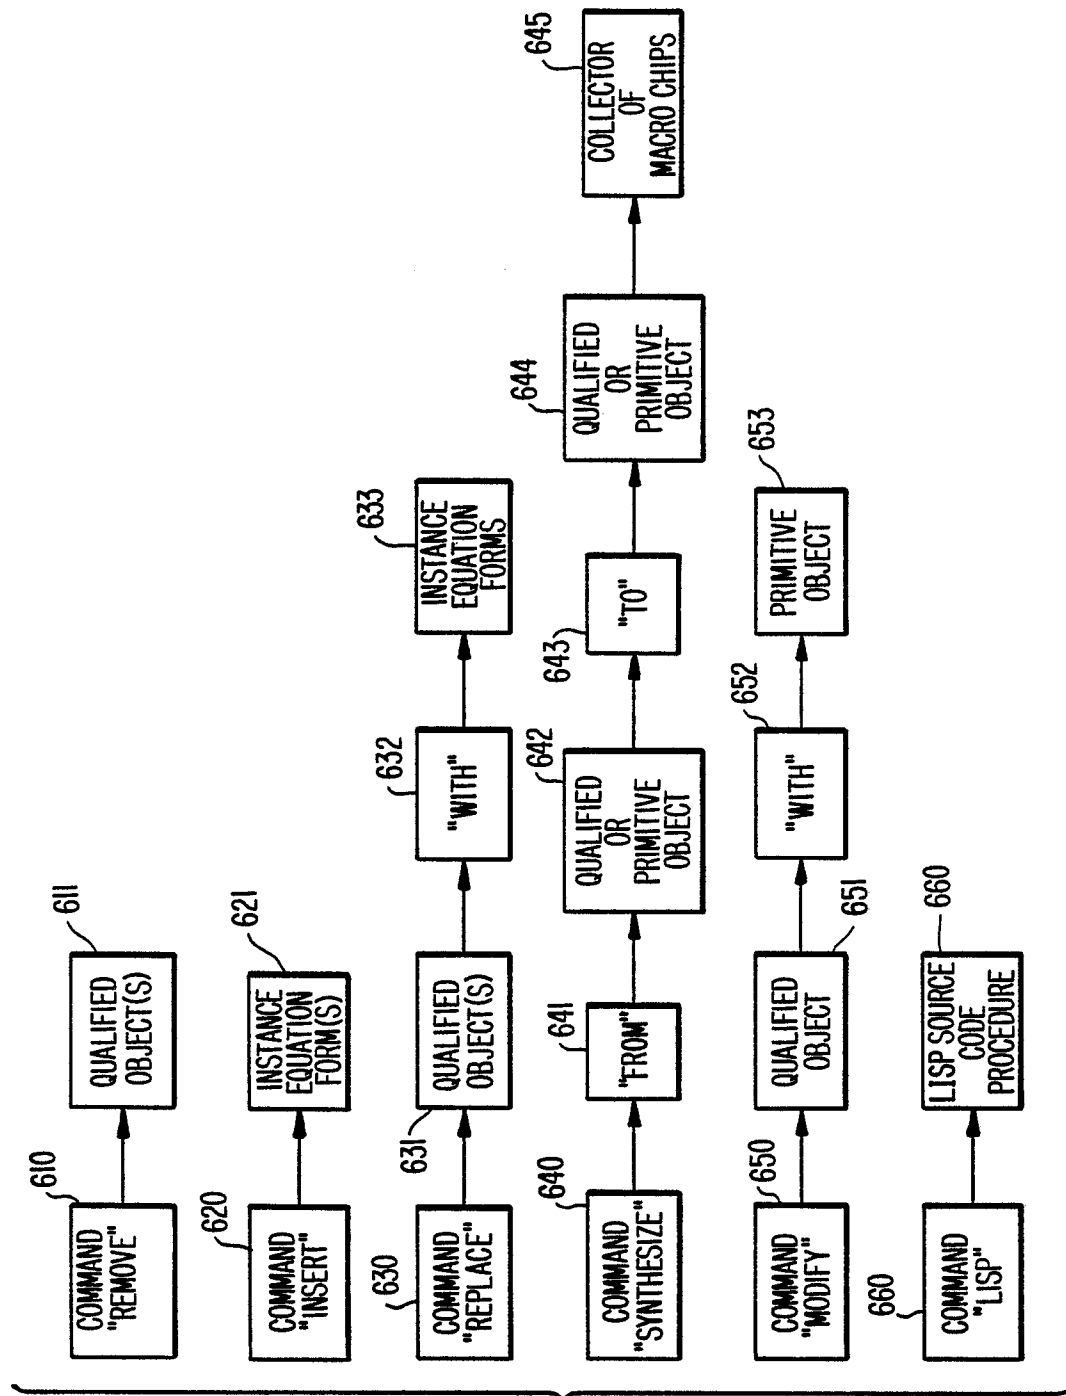 610
COMMAND
"REMOVE"
611
QUALIFIED
OBJECT(S)
620
COMMAND
"INSERT"
621
INSTANCE
EQUATION
FORM(S)
630
COMMAND
"REPLACE"
631
QUALIFIED
OBJECT(S)
632
"WITH"
633
INSTANCE
EQUATION
FORMS
640
COMMAND
"SYNTHESIZE"
641
"FROM"
642
QUALIFIED
OR
PRIMITIVE
OBJECT
643
"TO"
644
QUALIFIED
OR
PRIMITIVE
OBJECT
645
COLLECTOR
OF
MACRO CHIPS
650
COMMAND
"MODIFY"
651
QUALIFIED
OBJECT
652
"WITH"
653
PRIMITIVE
OBJECT
660
COMMAND
"LISP"
660
LISP SOURCE
CODE
PROCEDURE